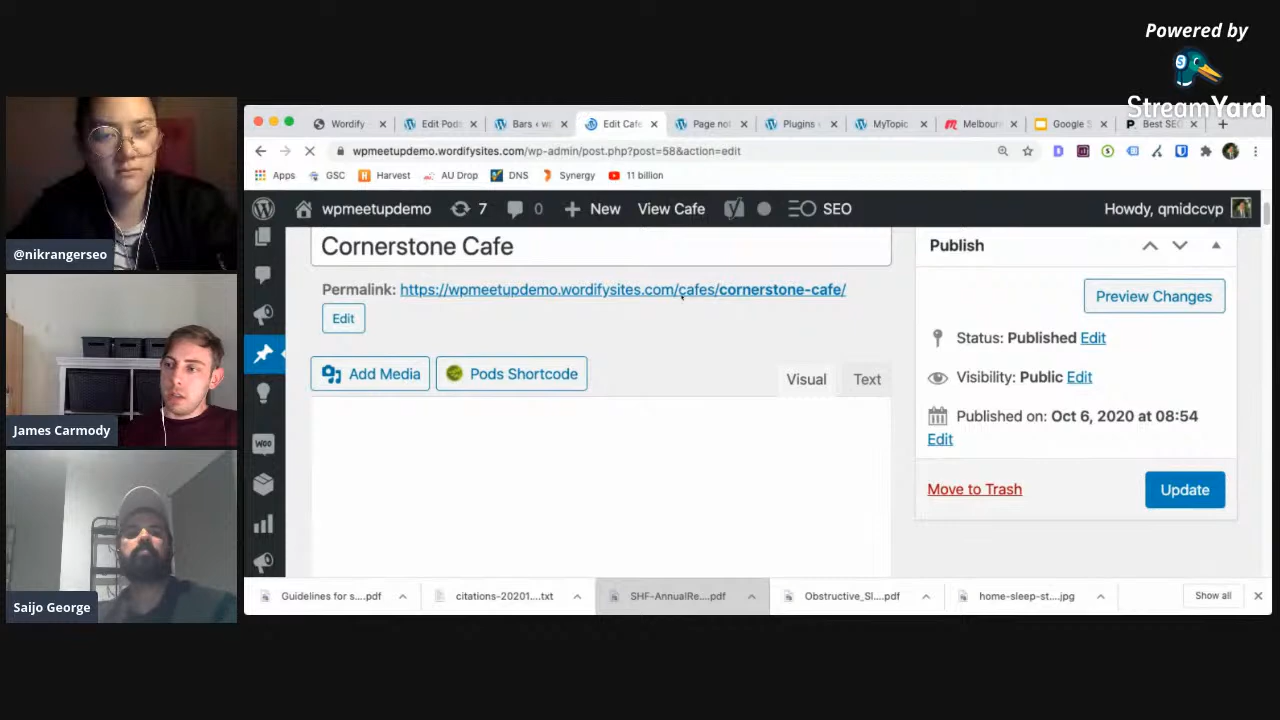 Powered by
StreamYard
@nikrangerseo
James Carmody
Saijo George
Wordify
Edit Pod
Bars ‹ w
Edit Cafe
Page not
Plugins ‹
MyTopic
Melbour
Google S
Best SEO
wpmeetupdemo.wordifysites.com/wp-admin/post.php?post=58&action=edit
Apps
GSC
Harvest
AU Drop
DNS
Synergy
11 billion
wpmeetupdemo
7
0
New
View Cafe
SEO
Howdy, qmidccvp
Cornerstone Cafe
Permalink: https://wpmeetupdemo.wordifysites.com/cafes/cornerstone-cafe/
Edit
Add Media
Pods Shortcode
Visual
Text
Publish
Preview Changes
Status: Published Edit
Visibility: Public Edit
Published on: Oct 6, 2020 at 08:54
Edit
Move to Trash
Update
WOO
Guidelines for s....pdf
citations-20201....txt
SHF-AnnualRe....pdf
Obstructive_Sl....pdf
home-sleep-st....jpg
Show all